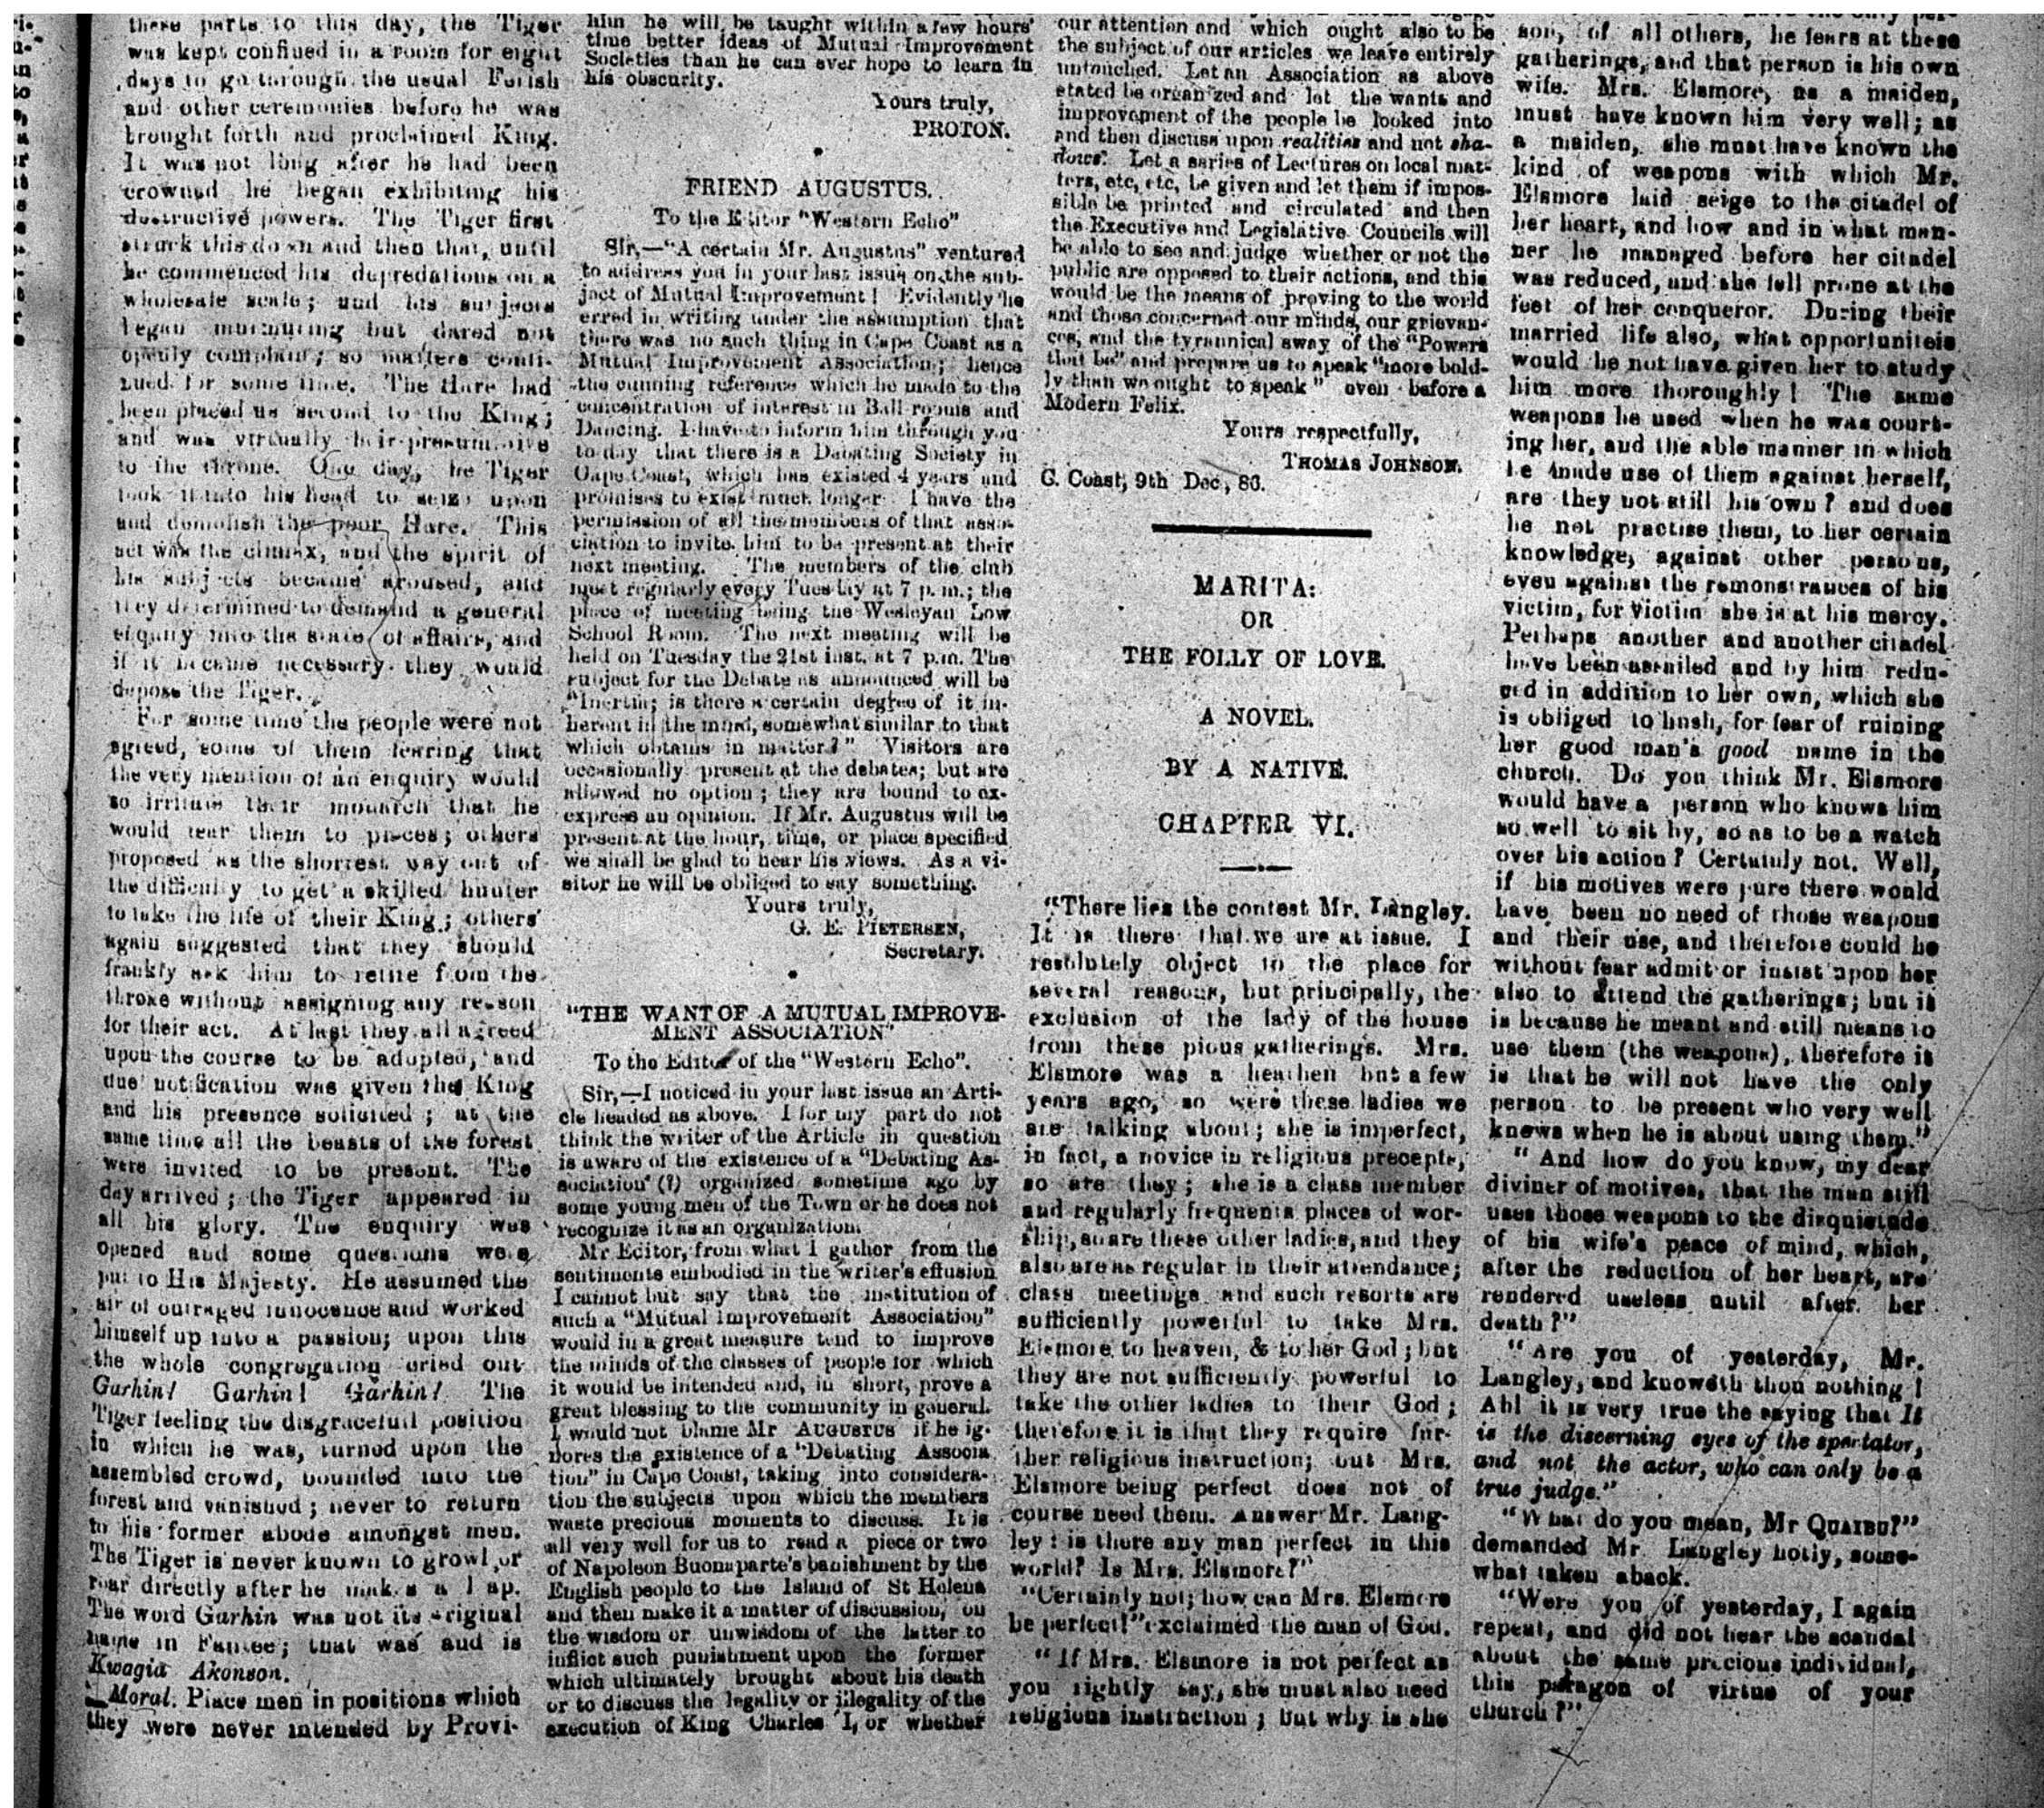 these parts to this day, the Tiger
was kept confined in a room for eight
days to go through the usual Fetish
and other ceremonies before he was
brought forth and proclaimed King.
It was not long after he had been
crowned he began exhibiting his
destructive powers. The Tiger first
struck this down and then that, until
he commenced his depredations on a
wholesale scale; and his subjects
began murmuring but dared not
openly complain; so matters conti-
nued for some time. The Hare had
been placed as second to the King;
and was virtually heir-presumptive
to the throne. One day, he Tiger
took it into his head to seize upon
and demolish the poor Hare. This
act was the climax, and the spirit of
his subjects became aroused, and
they determined to demand a general
enquiry into the state of affairs, and
if it became necessary they would
depose the Tiger.
For some time the people were not
agreed, some of them fearing that
the very mention of an enquiry would
so irritate their monarch that he
would tear them to pieces; others
proposed as the shortest way out of
the difficulty to get a skilled hunter
to take the life of their King; others
again suggested that they should
frankly ask him to retire from the
throne without assigning any reason
for their act. At last they all agreed
upon the course to be adopted, and
due notification was given the King
and his presence solicited; at the
same time all the beasts of the forest
were invited to be present. The
day arrived; the Tiger appeared in
all his glory. The enquiry was
opened and some questions were
put to His Majesty. He assumed the
air of outraged innocence and worked
himself up into a passion; upon this
the whole congregation cried out
Garhin! Garhin! Garhin! The
Tiger feeling the disgraceful position
in which he was, turned upon the
assembled crowd, bounded into the
forest and vanished; never to return
to his former abode amongst men.
The Tiger is never known to growl or
roar directly after he makes a leap.
The word Garhin was not its original
name in Fantee; that was and is
Kwagia Akonson.
Moral. Place men in positions which
they were never intended by Provi-
him he will be taught within a few hours'
time better ideas of Mutual Improvement
Societies than he can ever hope to learn in
his obscurity.
Yours truly,
PROTON.
FRIEND AUGUSTUS.
To the Editor "Western Echo"
Sir,—"A certain Mr. Augustus" ventured
to address you in your last issue on the sub-
ject of Mutual Improvement! Evidently he
erred in writing under the assumption that
there was no such thing in Cape Coast as a
Mutual Improvement Association; hence
the cunning reference which he made to the
concentration of interest in Ball rooms and
Dancing. I have to inform him through you
to-day that there is a Debating Society in
Cape Coast, which has existed 4 years and
promises to exist much longer. I have the
permission of all the members of that asso-
ciation to invite him to be present at their
next meeting. The members of the club
meet regularly every Tuesday at 7 p.m.; the
place of meeting being the Wesleyan Low
School Room. The next meeting will be
held on Tuesday the 21st inst. at 7 p.m. The
subject for the Debate as announced will be
"Inertia; is there a certain degree of it in-
herent in the mind, somewhat similar to that
which obtains in matter?" Visitors are
occasionally present at the debates; but are
allowed no option; they are bound to ex-
express an opinion. If Mr. Augustus will be
present at the hour, time, or place specified
we shall be glad to hear his views. As a vi-
sitor he will be obliged to say something.
Yours truly,
G. E. PIETERSEN,
Secretary.
"THE WANT OF A MUTUAL IMPROVE-
MENT ASSOCIATION"
To the Editor of the "Western Echo".
Sir,—I noticed in your last issue an Arti-
cle headed as above. I for my part do not
think the writer of the Article in question
is aware of the existence of a "Debating As-
sociation" (?) organized sometime ago by
some young men of the Town or he does not
recognize it as an organization.
Mr Editor, from what I gather from the
sentiments embodied in the writer's effusion
I cannot but say that the institution of
such a "Mutual Improvement Association"
would in a great measure tend to improve
the minds of the classes of people for which
it would be intended and, in short, prove a
great blessing to the community in general.
I would not blame Mr AUGUSTUS if he ig-
nores the existence of a "Debating Associa
tion" in Cape Coast, taking into considera-
tion the subjects upon which the members
waste precious moments to discuss. It is
all very well for us to read a piece or two
of Napoleon Buonaparte's banishment by the
English people to the Island of St Helena
and then make it a matter of discussion, on
the wisdom or unwisdom of the latter to
inflict such punishment upon the former
which ultimately brought about his death
or to discuss the legality or illegality of the
execution of King Charles I, or whether
our attention and which ought also to be
the subject of our articles we leave entirely
untouched. Let an Association as above
stated be organized and let the wants and
improvement of the people be looked into
and then discuss upon realities and not sha-
dows. Let a series of Lectures on local mat-
ters, etc, etc, be given and let them if impos-
sible be printed and circulated and then
the Executive and Legislative Councils will
be able to see and judge whether or not the
public are opposed to their actions, and this
would be the means of proving to the world
and those concerned our minds, our grievan-
ces, and the tyrannical sway of the "Powers
that be" and prepare us to speak "more bold-
ly than we ought to speak" even before a
Modern Felix.
Yours respectfully,
THOMAS JOHNSON.
C. Coast, 9th Dec, 86.
MARITA:
OR
THE FOLLY OF LOVE.
A NOVEL.
BY A NATIVE.
CHAPTER VI.
"There lies the contest Mr. Langley.
It is there that we are at issue. I
resolutely object to the place for
several reasons, but principally, the
exclusion of the lady of the house
from these pious gatherings. Mrs.
Elsmore was a heathen but a few
years ago, so were these ladies we
are talking about; she is imperfect,
in fact, a novice in religious precepts,
so are they; she is a class member
and regularly frequents places of wor-
ship, so are these other ladies, and they
also are as regular in their attendance;
class meetings and such resorts are
sufficiently powerful to take Mrs.
Elsmore to heaven, & to her God; but
they are not sufficiently powerful to
take the other ladies to their God;
therefore it is that they require fur-
ther religious instruction; but Mrs.
Elsmore being perfect does not of
course need them. Answer Mr. Lang-
ley: is there any man perfect in this
world? Is Mrs. Elsmore?"
"Certainly not; how can Mrs. Elsmore
be perfect!" exclaimed the man of God.
"If Mrs. Elsmore is not perfect as
you rightly say, she must also need
religious instruction; but why is she
son, of all others, he fears at these
gatherings, and that person is his own
wife. Mrs. Elsmore, as a maiden,
must have known him very well; as
a maiden, she must have known the
kind of weapons with which Mr.
Elsmore laid seige to the citadel of
her heart, and how and in what man-
ner he managed before her citadel
was reduced, and she fell prone at the
feet of her conqueror. During their
married life also, what opportuniteis
would he not have given her to study
him more thoroughly! The same
weapons he used when he was court-
ing her, and the able manner in which
he made use of them against herself,
are they not still his own? and does
he not practise them, to her certain
knowledge, against other persons,
even against the remonstrances of his
victim, for victim she is at his mercy.
Perhaps another and another citadel
have been assailed and by him redu-
ced in addition to her own, which she
is obliged to hush, for fear of ruining
her good man's good name in the
church. Do you think Mr. Elsmore
would have a person who knows him
so well to sit by, so as to be a watch
over his action? Certainly not. Well,
if his motives were pure there would
have been no need of those weapons
and their use, and therefore could he
without fear admit or insist upon her
also to attend the gatherings; but it
is because he meant and still means to
use them (the weapons), therefore is
is that he will not have the only
person to be present who very well
knows when he is about using them."
"And how do you know, my dear
diviner of motives, that the man still
uses those weapons to the disquietude
of his wife's peace of mind, which,
after the reduction of her heart, are
rendered useless until after her
death?"
"Are you of yesterday, Mr.
Langley, and knoweth thou nothing!
Ah! it is very true the saying that It
is the discerning eyes of the spectator,
and not the actor, who can only be a
true judge."
"What do you mean, Mr QUAIBU?"
demanded Mr. Langley hotly, some-
what taken aback.
"Were you of yesterday, I again
repeat, and did not hear the scandal
about the same precious individual,
this paragon of virtue of your
church?"